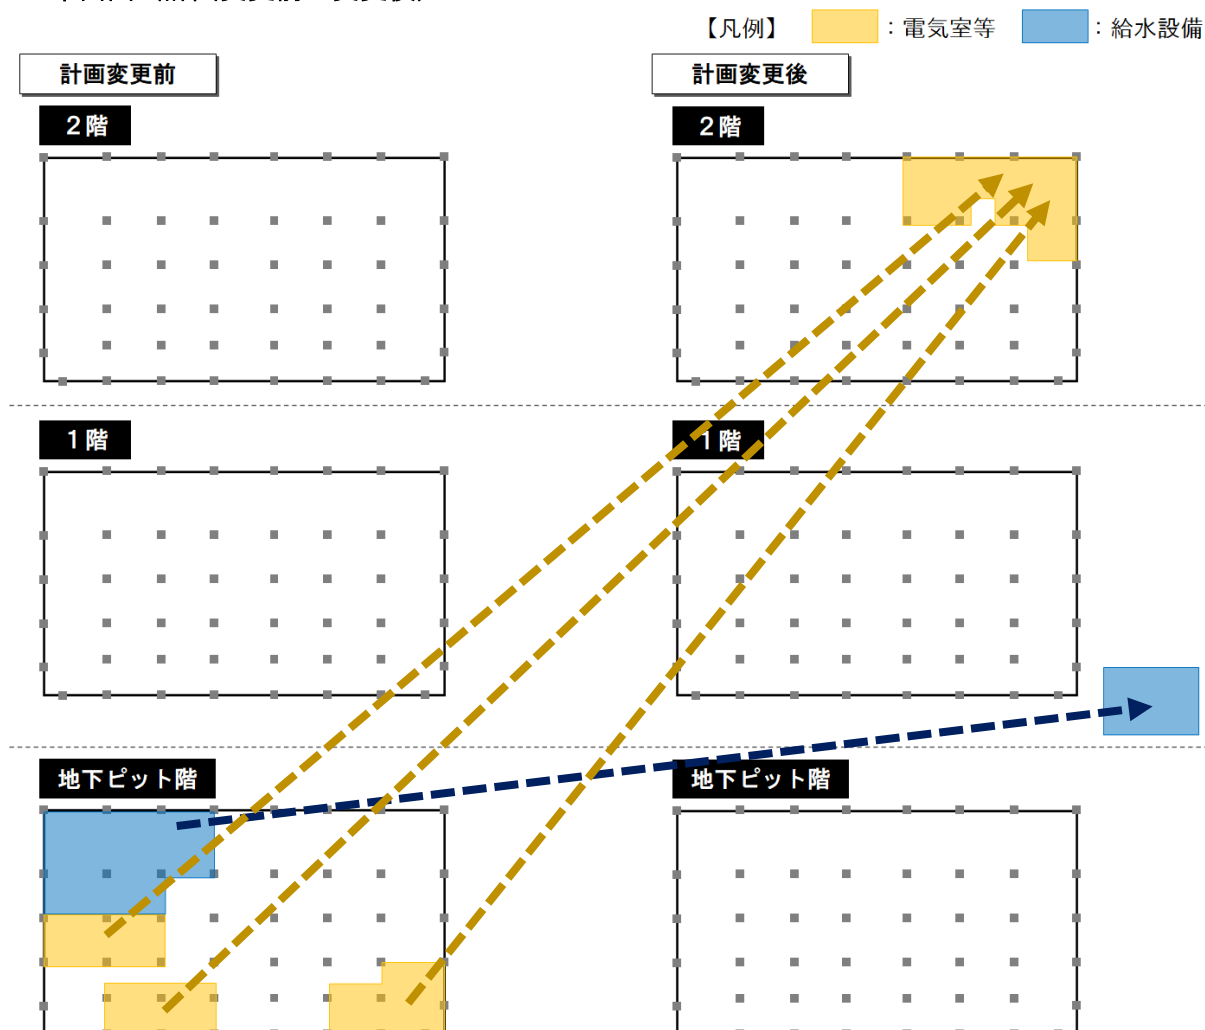 【凡例】 ：電気室等 ：給水設備
計画変更前
計画変更後
２階
２階
１階
１階
地下ピット階
地下ピット階